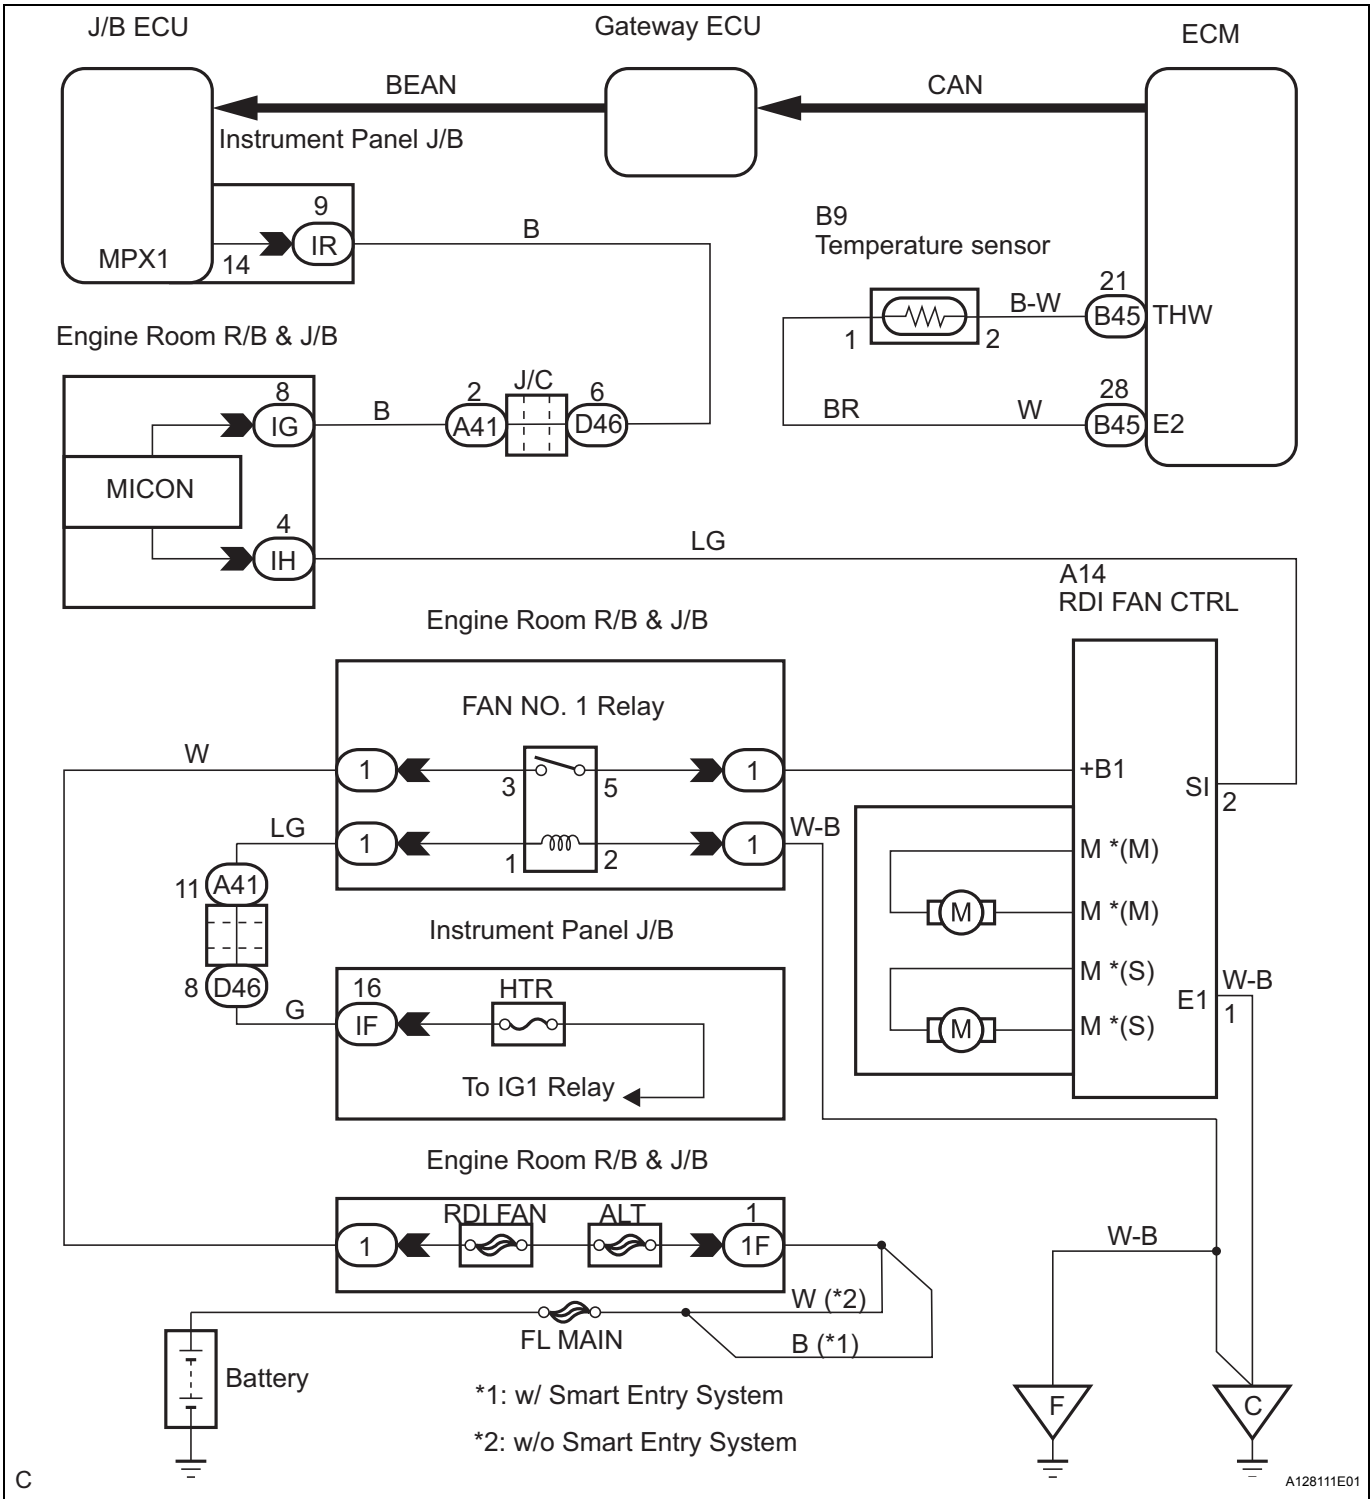 J/B ECU
Gateway ECU
ECM
BEAN
CAN
Instrument Panel J/B
9
IR
B
MPX1
14
B9
Temperature sensor
21
B-W
B45
THW
1
2
Engine Room R/B & J/B
8
IG
B
2
A41
J/C
6
D46
BR
W
28
B45
E2
MICON
4
IH
LG
A14
RDI FAN CTRL
Engine Room R/B & J/B
FAN NO. 1 Relay
W
1
3
5
1
+B1
SI
2
LG
1
1
2
1
W-B
M *(M)
11
A41
M
M *(M)
Instrument Panel J/B
M *(S)
W-B
8
D46
G
16
IF
HTR
M
M *(S)
E1
1
To IG1 Relay
Engine Room R/B & J/B
RDI FAN
ALT
1
1
1F
W-B
W (*2)
FL MAIN
B (*1)
Battery
*1: w/ Smart Entry System
F
C
*2: w/o Smart Entry System
C
A128111E01